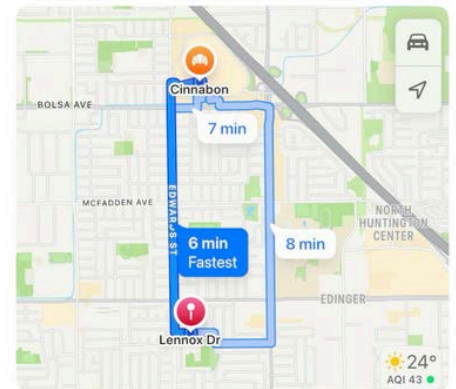 Cinnabon
BOLSA AVE
7 min
MCFADDEN AVE
EDWARDS ST
NORTH
HUNTINGTON
CENTER
6 min
Fastest
8 min
EDINGER
Lennox Dr
24°
AQI 43